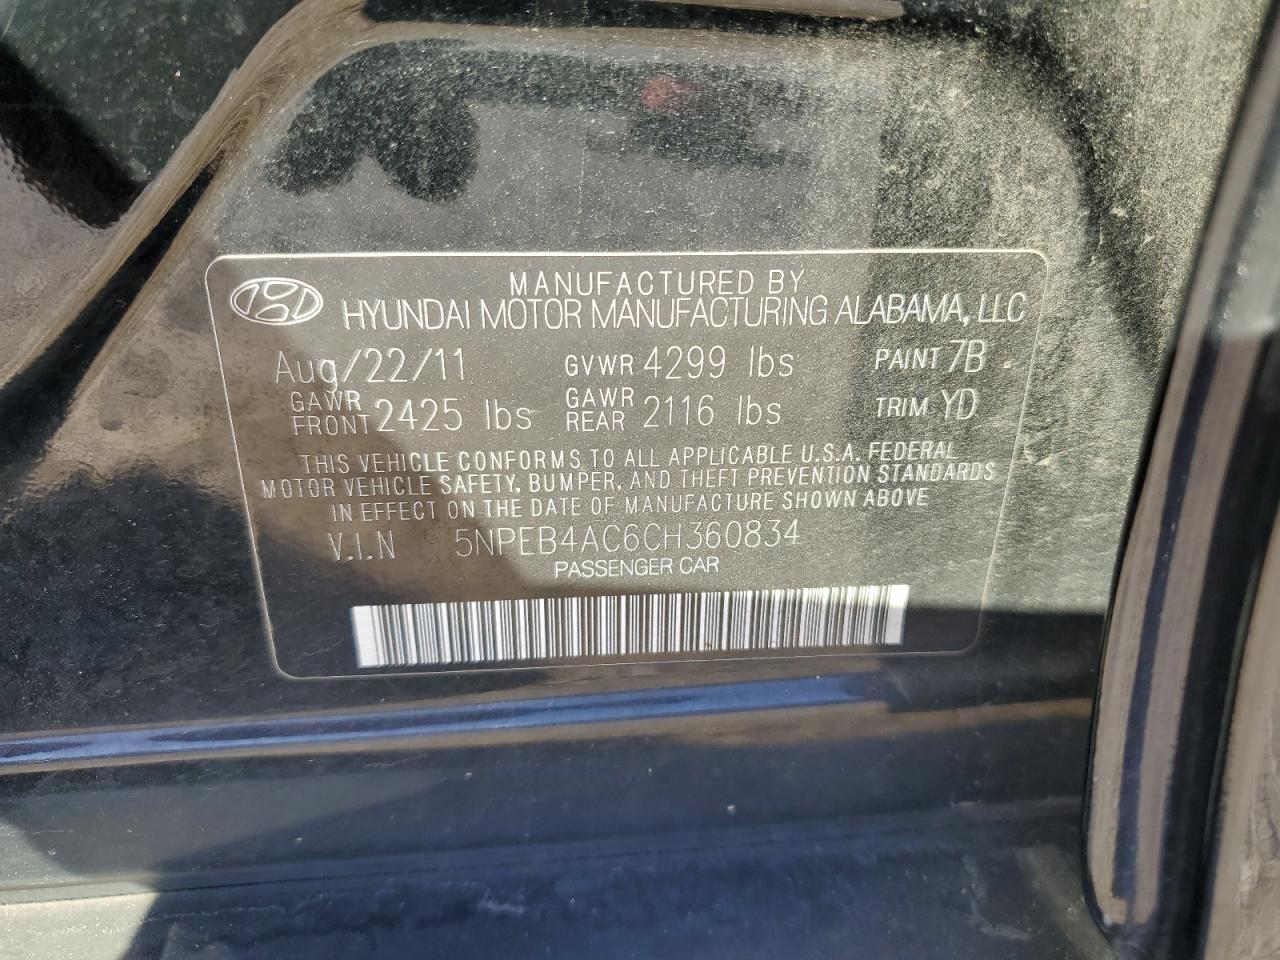 MANUFACTURED BY
HYUNDAI MOTOR MANUFACTURING ALABAMA, LLC
Aug/22/11 GVWR 4299 lbs PAINT 7B
GAWR FRONT 2425 lbs GAWR REAR 2116 lbs TRIM YD
THIS VEHICLE CONFORMS TO ALL APPLICABLE U.S.A. FEDERAL
MOTOR VEHICLE SAFETY, BUMPER, AND THEFT PREVENTION STANDARDS
IN EFFECT ON THE DATE OF MANUFACTURE SHOWN ABOVE
V.I.N 5NPEB4AC6CH360834
PASSENGER CAR